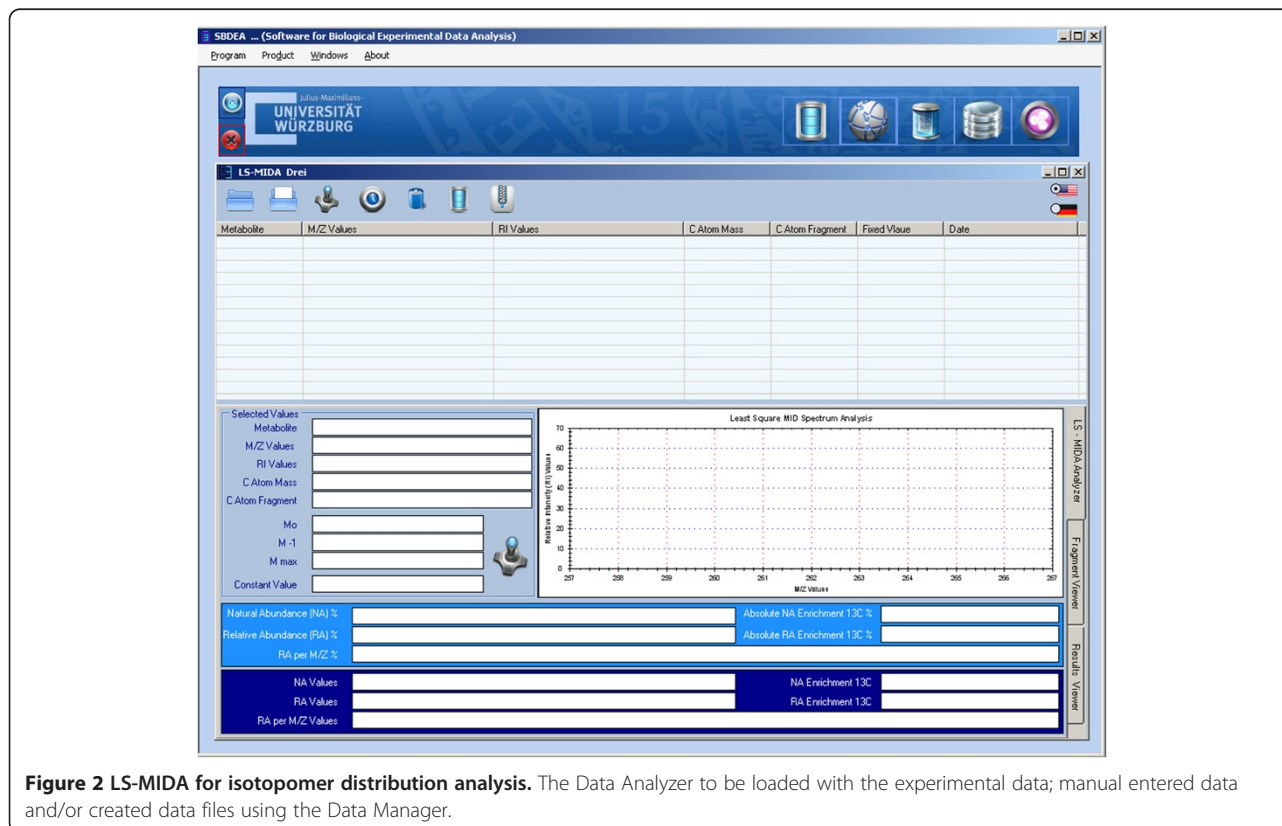 SBDEA ... (Software for Biological Experimental Data Analysis)
Program Product Windows About
Julius-Maximilians-
UNIVERSITÄT
WÜRZBURG
15
LS-MIDA Drei
Metabolite M/Z Values RI Values C Atom Mass C Atom Fragment Fixed Vlaue Date
Selected Values
Metabolite
M/Z Values
RI Values
C Atom Mass
C Atom Fragment
Mo
M -1
M max
Constant Value
Least Square MID Spectrum Analysis
Relative Intensity (RI) Values
70
60
50
40
30
20
10
0
257 258 259 260 261 262 263 264 265 266 267
M/Z Values
LS - MIDA Analyzer
Fragment Viewer
Results Viewer
Natural Abundance (NA) % Absolute NA Enrichment 13C %
Relative Abundance (RA) % Absolute RA Enrichment 13C %
RA per M/Z %
NA Values NA Enrichment 13C
RA Values RA Enrichment 13C
RA per M/Z Values
Figure 2 LS-MIDA for isotopomer distribution analysis. The Data Analyzer to be loaded with the experimental data; manual entered data
and/or created data files using the Data Manager.